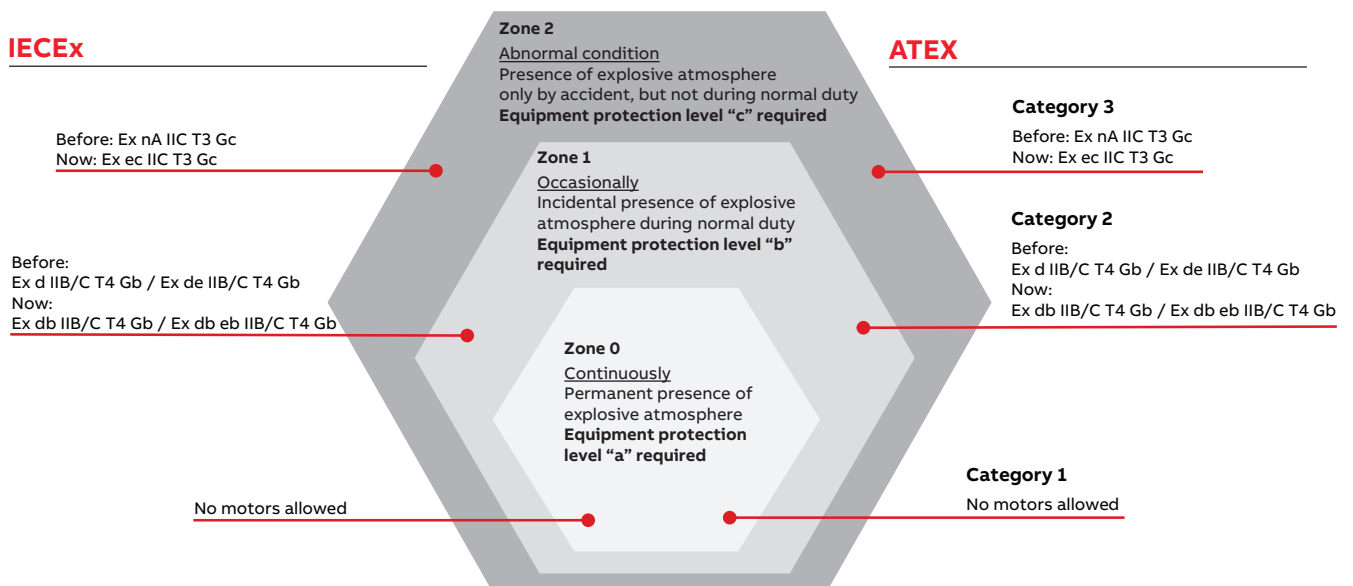 IECEx
Before: Ex nA IIC T3 Gc
Now: Ex ec IIC T3 Gc
Before:
Ex d IIB/C T4 Gb / Ex de IIB/C T4 Gb
Now:
Ex db IIB/C T4 Gb / Ex db eb IIB/C T4 Gb
No motors allowed
Zone 2
Abnormal condition
Presence of explosive atmosphere
only by accident, but not during normal duty
Equipment protection level “c” required
Zone 1
Occasionally
Incidental presence of explosive
atmosphere during normal duty
Equipment protection level “b”
required
Zone 0
Continuously
Permanent presence of
explosive atmosphere
Equipment protection
level “a” required
ATEX
Category 3
Before: Ex nA IIC T3 Gc
Now: Ex ec IIC T3 Gc
Category 2
Before:
Ex d IIB/C T4 Gb / Ex de IIB/C T4 Gb
Now:
Ex db IIB/C T4 Gb / Ex db eb IIB/C T4 Gb
Category 1
No motors allowed